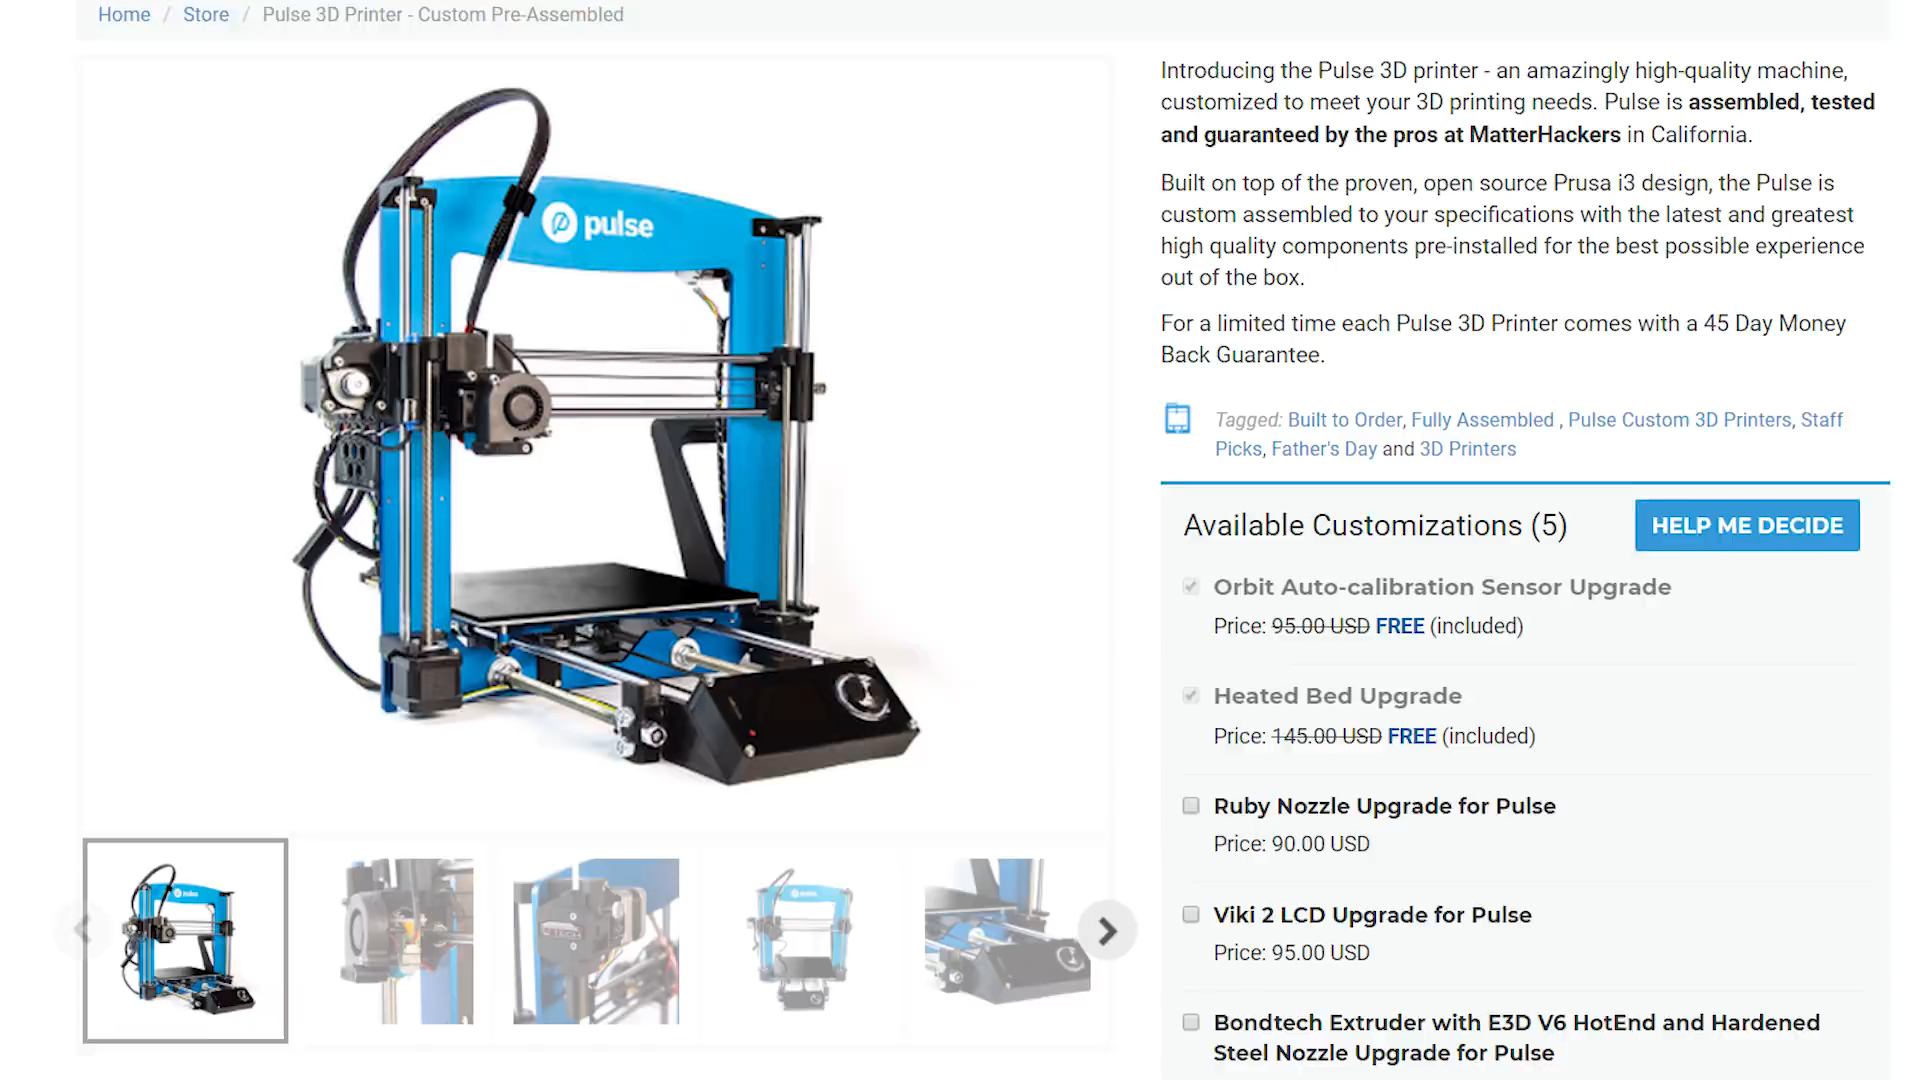 Home / Store / Pulse 3D Printer - Custom Pre-Assembled
pulse
Introducing the Pulse 3D printer - an amazingly high-quality machine,
customized to meet your 3D printing needs. Pulse is assembled, tested
and guaranteed by the pros at MatterHackers in California.
Built on top of the proven, open source Prusa i3 design, the Pulse is
custom assembled to your specifications with the latest and greatest
high quality components pre-installed for the best possible experience
out of the box.
For a limited time each Pulse 3D Printer comes with a 45 Day Money
Back Guarantee.
Tagged: Built to Order, Fully Assembled , Pulse Custom 3D Printers, Staff
Picks, Father's Day and 3D Printers
Available Customizations (5)
HELP ME DECIDE
Orbit Auto-calibration Sensor Upgrade
Price: 95.00 USD FREE (included)
Heated Bed Upgrade
Price: 145.00 USD FREE (included)
Ruby Nozzle Upgrade for Pulse
Price: 90.00 USD
Viki 2 LCD Upgrade for Pulse
Price: 95.00 USD
Bondtech Extruder with E3D V6 HotEnd and Hardened
Steel Nozzle Upgrade for Pulse